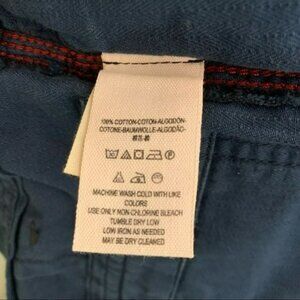 100% COTTON-COTON-ALGODÓN-
COTONE-BAUMWOLLE-ALGODÃO-
MACHINE WASH COLD WITH LIKE
COLORS
USE ONLY NON-CHLORINE BLEACH
TUMBLE DRY LOW
LOW IRON AS NEEDED
MAY BE DRY CLEANED